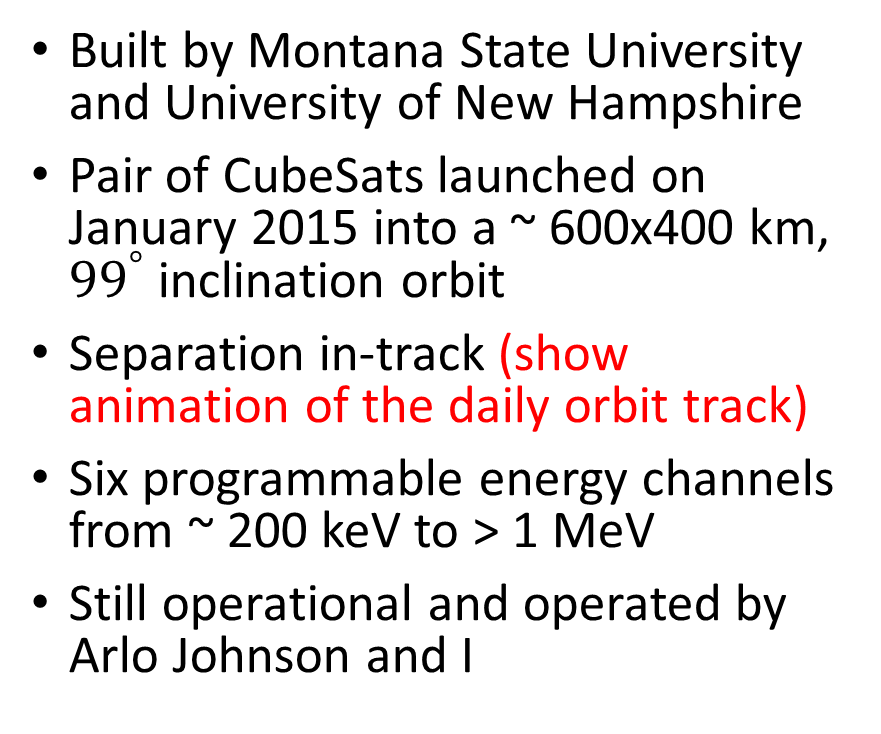 • Built by Montana State University
and University of New Hampshire
• Pair of CubeSats launched on
January 2015 into a ~ 600x400 km,
99° inclination orbit
• Separation in-track (show
animation of the daily orbit track)
• Six programmable energy channels
from ~ 200 keV to > 1 MeV
• Still operational and operated by
Arlo Johnson and I